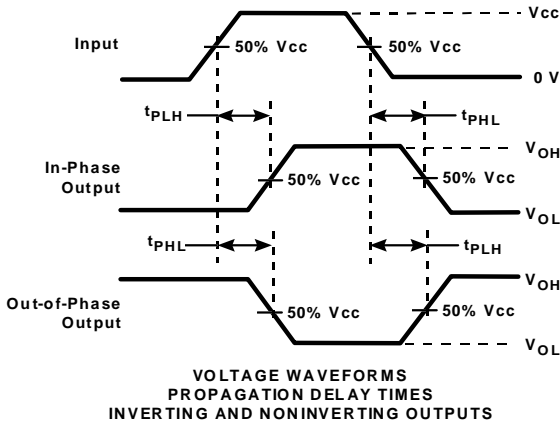 Vcc
Input
50% Vcc
50% Vcc
0 V
tPLH
tPHL
VOH
In-Phase
Output
50% Vcc
50% Vcc
VOL
tPHL
tPLH
VOH
Out-of-Phase
Output
50% Vcc
50% Vcc
VOL
VOLTAGE WAVEFORMS
PROPAGATION DELAY TIMES
INVERTING AND NONINVERTING OUTPUTS